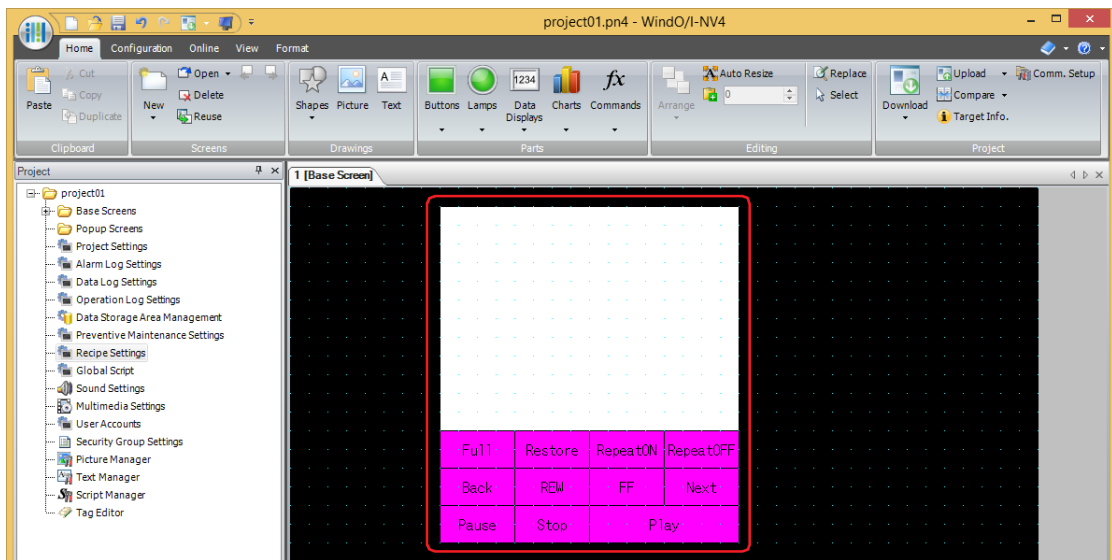 project01.pn4 - WindO/I-NV4
Home Configuration Online View Format
Paste
Cut
Copy
Duplicate
Clipboard
New
Open
Delete
Reuse
Screens
Shapes Picture Text
Drawings
Buttons Lamps Data Displays Charts Commands
1234
fx
Parts
Arrange
Auto Resize
0
Replace
Select
Editing
Download
Upload
Compare
Target Info.
Comm. Setup
Project
Project
1 [Base Screen]
project01
Base Screens
Popup Screens
Project Settings
Alarm Log Settings
Data Log Settings
Operation Log Settings
Data Storage Area Management
Preventive Maintenance Settings
Recipe Settings
Global Script
Sound Settings
Multimedia Settings
User Accounts
Security Group Settings
Picture Manager
Text Manager
Script Manager
Tag Editor
Full Restore RepeatON RepeatOFF
Back REW FF Next
Pause Stop Play